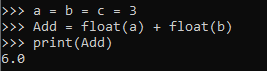 >>> a = b = c = 3
>>> Add = float(a) + float(b)
>>> print(Add)
6.0